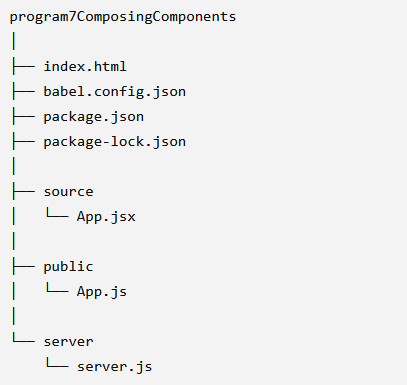 program7ComposingComponents
│
├── index.html
├── babel.config.json
├── package.json
├── package-lock.json
│
├── source
│   └── App.jsx
│
├── public
│   └── App.js
│
└── server
    └── server.js